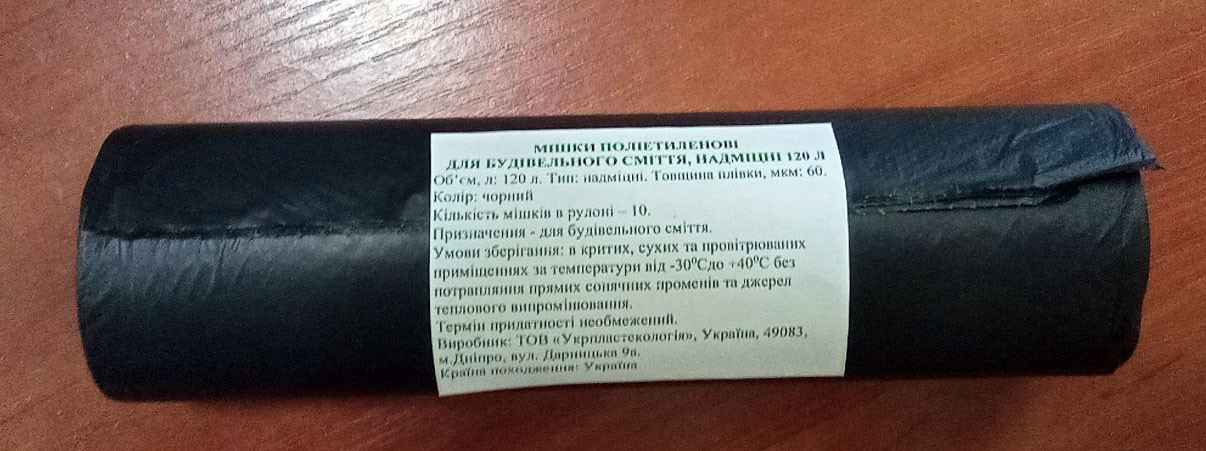 МІШКИ ПОЛІЕТИЛЕНОВІ
ДЛЯ БУДІВЕЛЬНОГО СМІТТЯ, НАДМІЦНІ 120 Л
Об'єм, л: 120 л. Тип: надміцні. Товщина плівки, мкм: 60.
Колір: чорний
Кількість мішків в рулоні – 10.
Призначення - для будівельного сміття.
Умови зберігання: в критих, сухих та провітрюваних
приміщеннях за температури від -30⁰Сдо +40⁰С без
потрапляння прямих сонячних променів та джерел
теплового випромінювання.
Термін придатності необмежений.
Виробник: ТОВ «Укрпластекологія», Україна, 49083,
м.Дніпро, вул. Дарницька 9а.
Країна походження: Україна